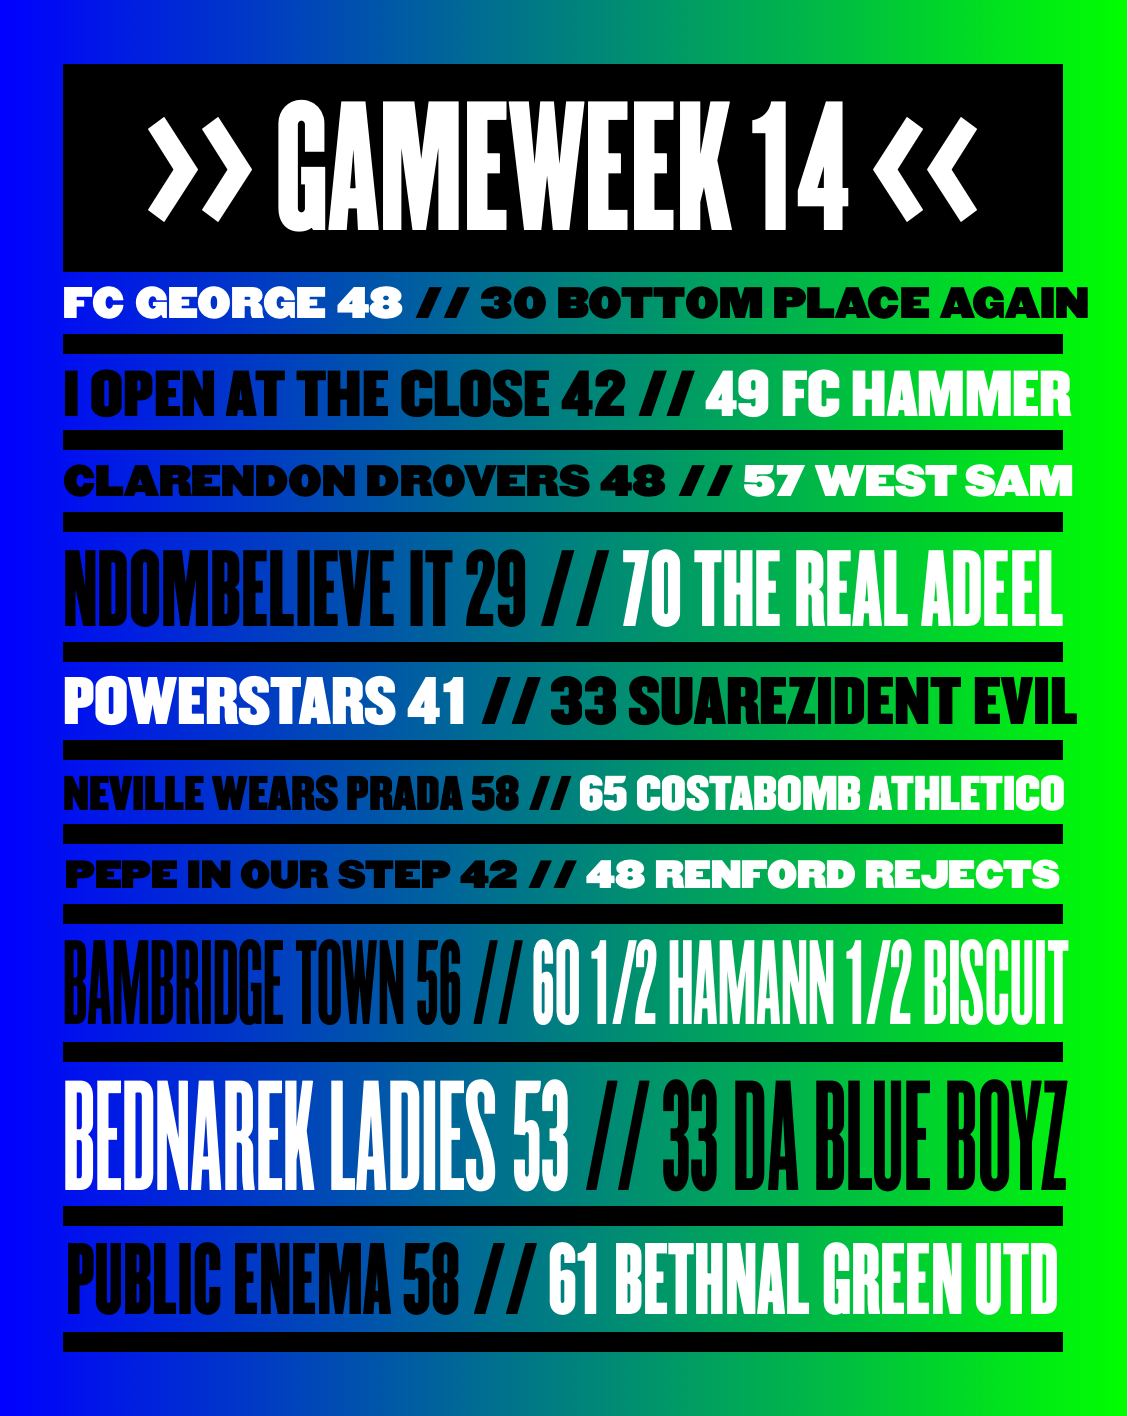 >> GAMEWEEK 14 <<
FC GEORGE 48 // 30 BOTTOM PLACE AGAIN
I OPEN AT THE CLOSE 42 // 49 FC HAMMER
CLARENDON DROVERS 48 // 57 WEST SAM
NDOMBELIEVE IT 29 // 70 THE REAL ADEEL
POWERSTARS 41 // 33 SUAREZIDENT EVIL
NEVILLE WEARS PRADA 58 // 65 COSTABOMB ATHLETICO
PEPE IN OUR STEP 42 // 48 RENFORD REJECTS
BAMBRIDGE TOWN 56 // 60 1/2 HAMANN 1/2 BISCUIT
BEDNAREK LADIES 53 // 33 DA BLUE BOYZ
PUBLIC ENEMA 58 // 61 BETHNAL GREEN UTD